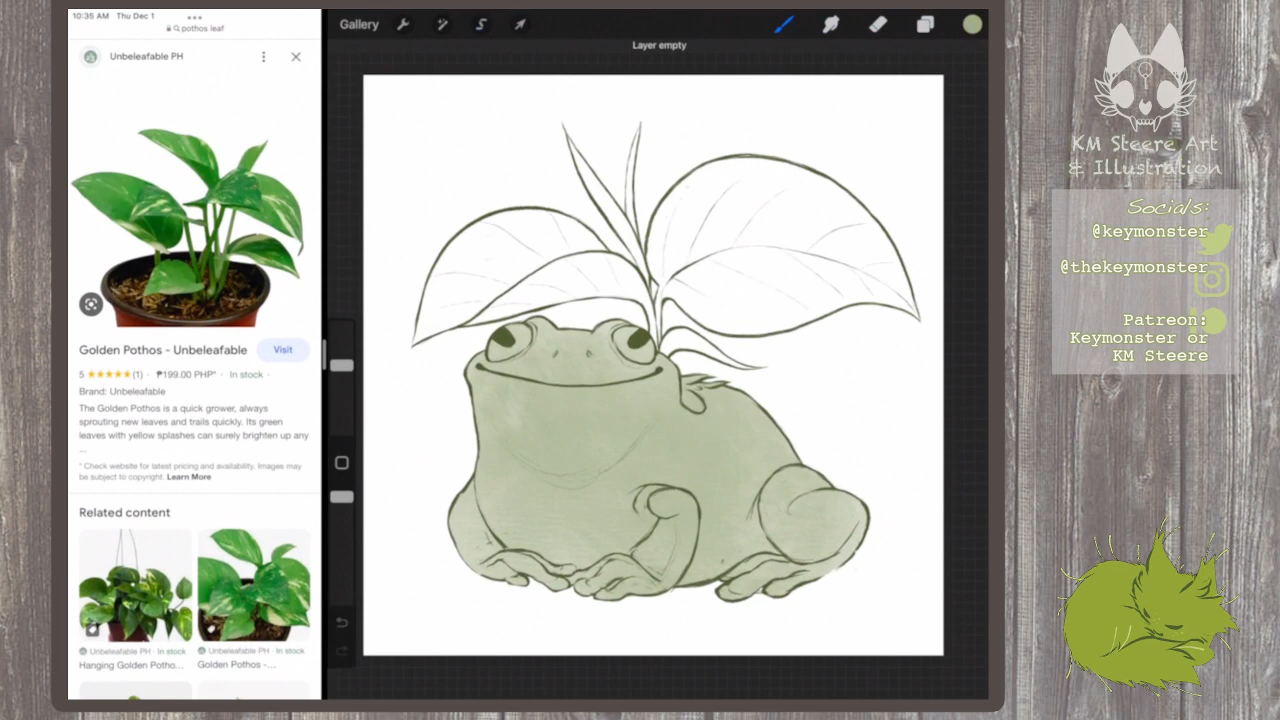 10:35 AM Thu Dec 1
pothos leaf
Unbeleafable PH
Golden Pothos - Unbeleafable
Visit
5 ★★★★★ (1) · ₱199.00 PHP* · In stock ·
Brand: Unbeleafable
The Golden Pothos is a quick grower, always
sprouting new leaves and trails quickly. Its green
leaves with yellow splashes can surely brighten up any
...
* Check website for latest pricing and availability. Images may
be subject to copyright. Learn More
Related content
Unbeleafable PH · In stock
Hanging Golden Potho...
Unbeleafable PH · In stock
Golden Pothos -...
Gallery
Layer empty
KM Steere Art
& Illustration
Socials:
@keymonster
@thekeymonster
Patreon:
Keymonster or
KM Steere